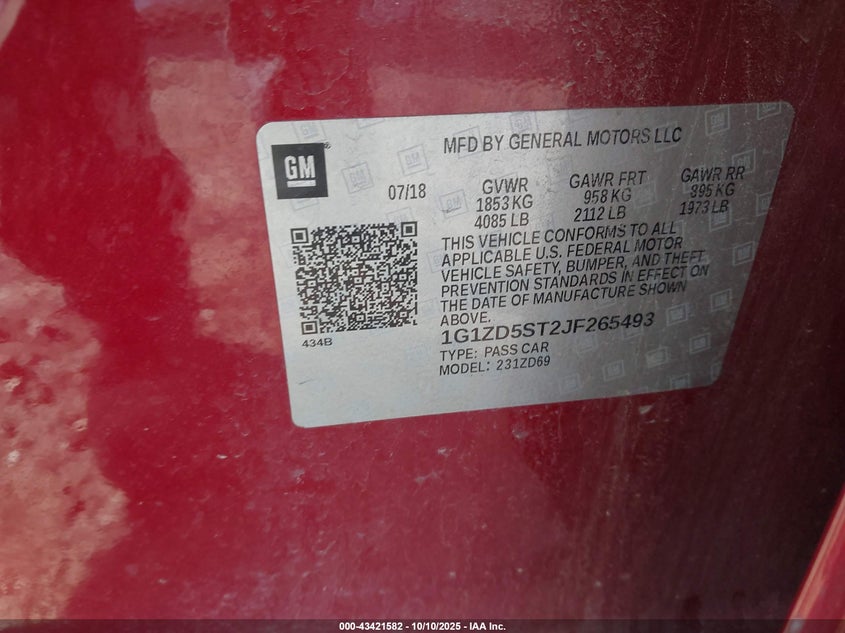 MFD BY GENERAL MOTORS LLC
GM®
07/18
GVWR
1853 KG
4085 LB
GAWR FRT
958 KG
2112 LB
GAWR RR
895 KG
1973 LB
THIS VEHICLE CONFORMS TO ALL
APPLICABLE U.S. FEDERAL MOTOR
VEHICLE SAFETY, BUMPER, AND THEFT
PREVENTION STANDARDS IN EFFECT ON
THE DATE OF MANUFACTURE SHOWN
ABOVE.
434B
1G1ZD5ST2JF265493
TYPE: PASS CAR
MODEL: 231ZD69
000-43421582 - 10/10/2025 - IAA Inc.